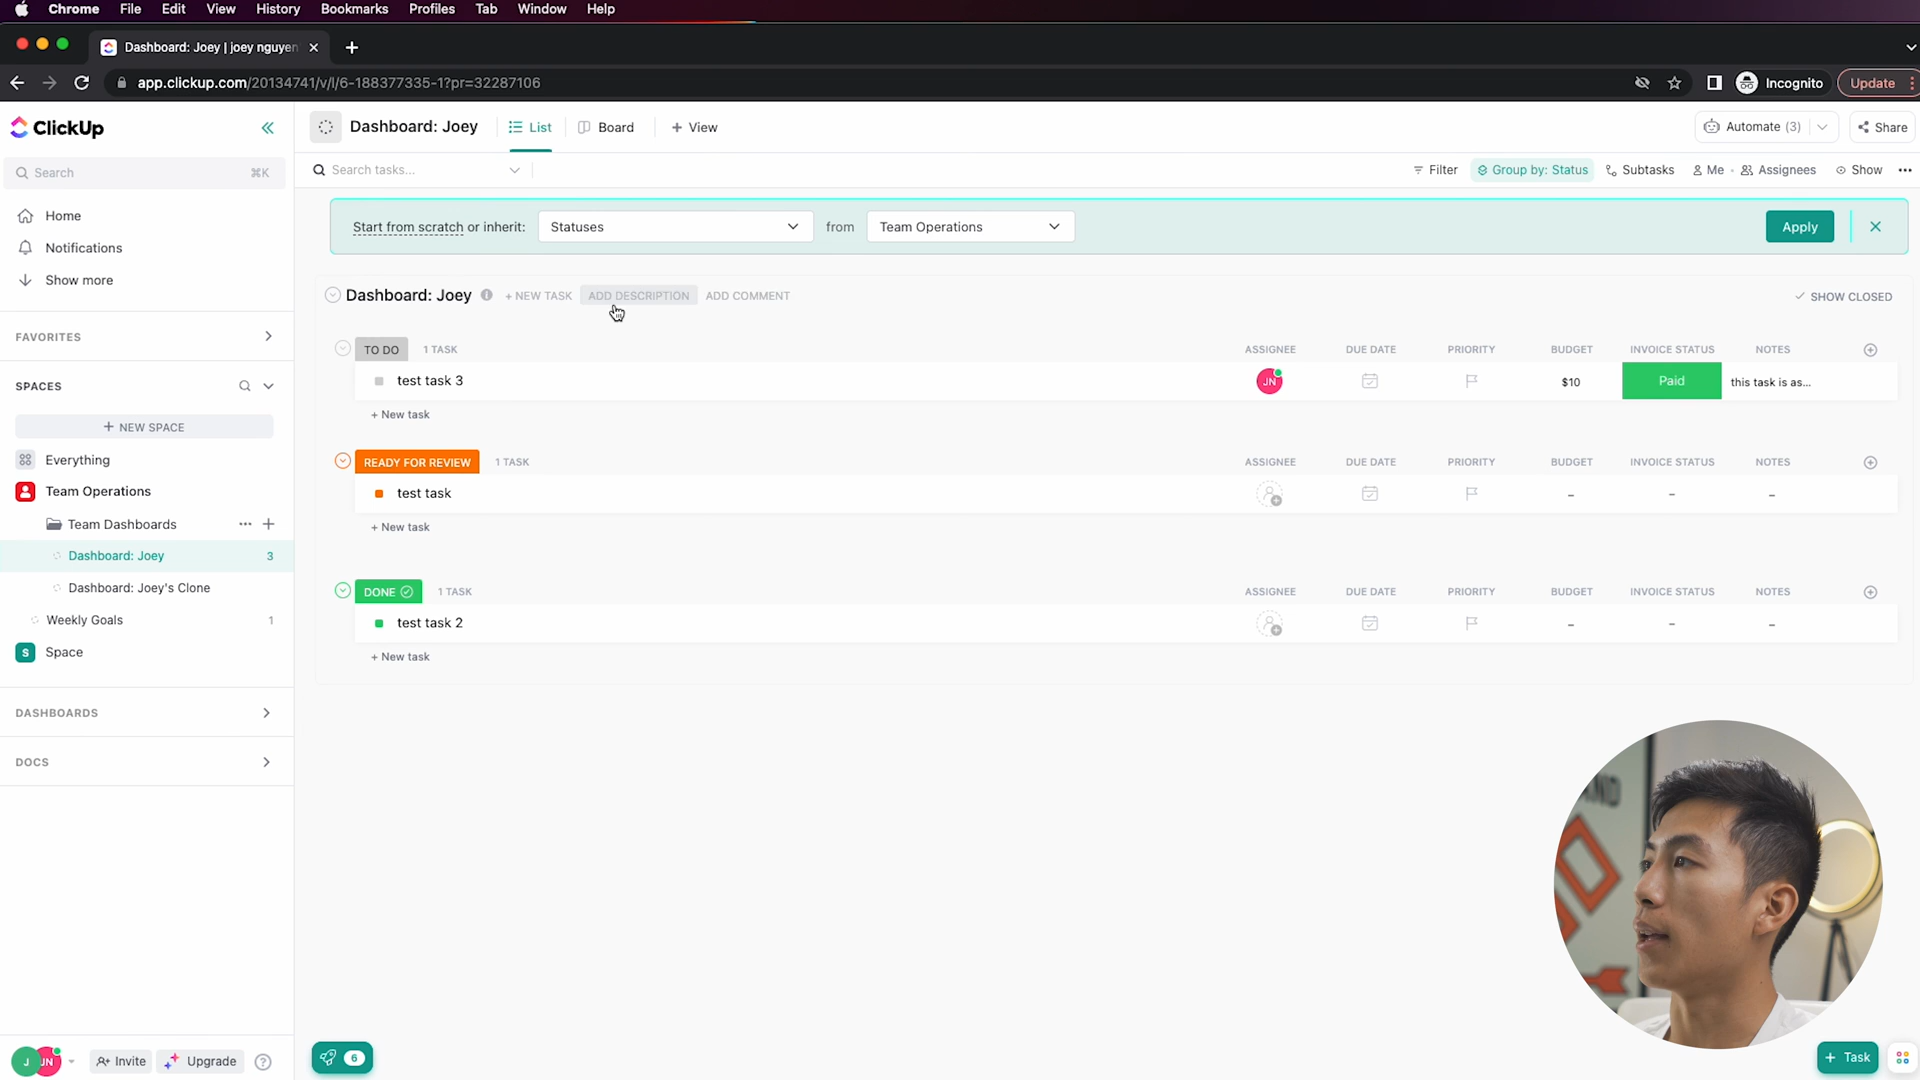 Chrome File Edit View History Bookmarks Profiles Tab Window Help
Dashboard: Joey | joey nguyen
app.clickup.com/20134741/v/l/6-188377335-1?pr=32287106
Incognito
Update
ClickUp
Dashboard: Joey
List
Board
+ View
Automate (3)
Share
Search ⌘K
Search tasks...
Filter
Group by: Status
Subtasks
Me
Assignees
Show
Home
Notifications
Show more
Start from scratch or inherit: Statuses from Team Operations
Apply
FAVORITES
SPACES
+ NEW SPACE
Everything
Team Operations
Team Dashboards
Dashboard: Joey 3
Dashboard: Joey's Clone
Weekly Goals 1
S Space
DASHBOARDS
DOCS
Dashboard: Joey + NEW TASK ADD DESCRIPTION ADD COMMENT
SHOW CLOSED
TO DO 1 TASK ASSIGNEE DUE DATE PRIORITY BUDGET INVOICE STATUS NOTES
test task 3 JN $10 Paid this task is as...
+ New task
READY FOR REVIEW 1 TASK ASSIGNEE DUE DATE PRIORITY BUDGET INVOICE STATUS NOTES
test task - - -
+ New task
DONE 1 TASK ASSIGNEE DUE DATE PRIORITY BUDGET INVOICE STATUS NOTES
test task 2 - - -
+ New task
J JN
Invite
Upgrade
?
6
+ Task